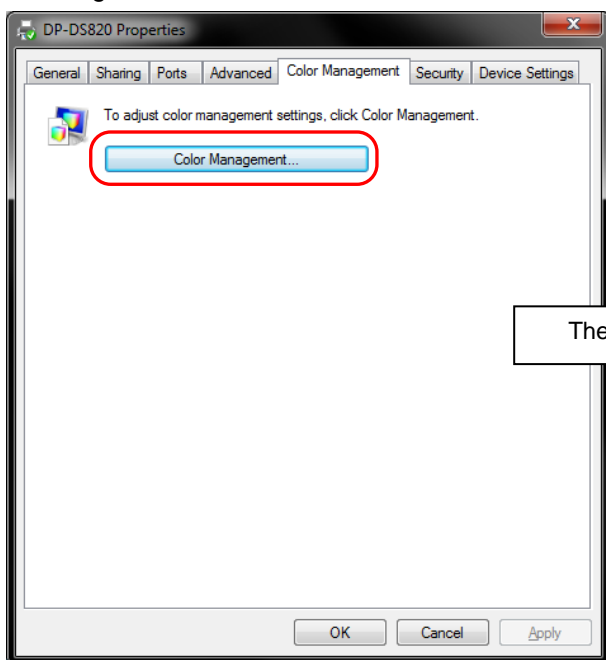 DP-DS820 Properties
General Sharing Ports Advanced Color Management Security Device Settings
To adjust color management settings, click Color Management.
Color Management...
The
OK Cancel Apply